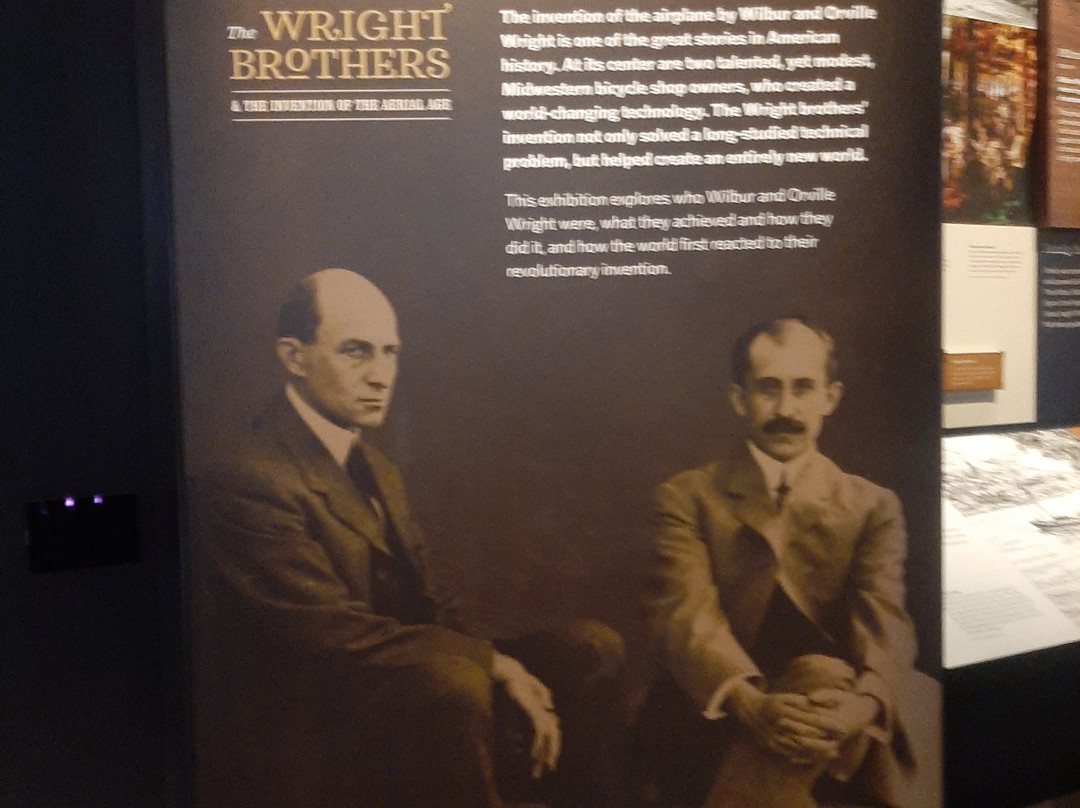 The WRIGHT
BROTHERS
& THE INVENTION OF THE AERIAL AGE
The invention of the airplane by Wilbur and Orville
Wright is one of the great stories in American
history. At its center are two talented, yet modest,
Midwestern bicycle shop owners, who created a
world-changing technology. The Wright brothers'
invention not only solved a long-studied technical
problem, but helped create an entirely new world.
This exhibition explores who Wilbur and Orville
Wright were, what they achieved and how they
did it, and how the world first reacted to their
revolutionary invention.